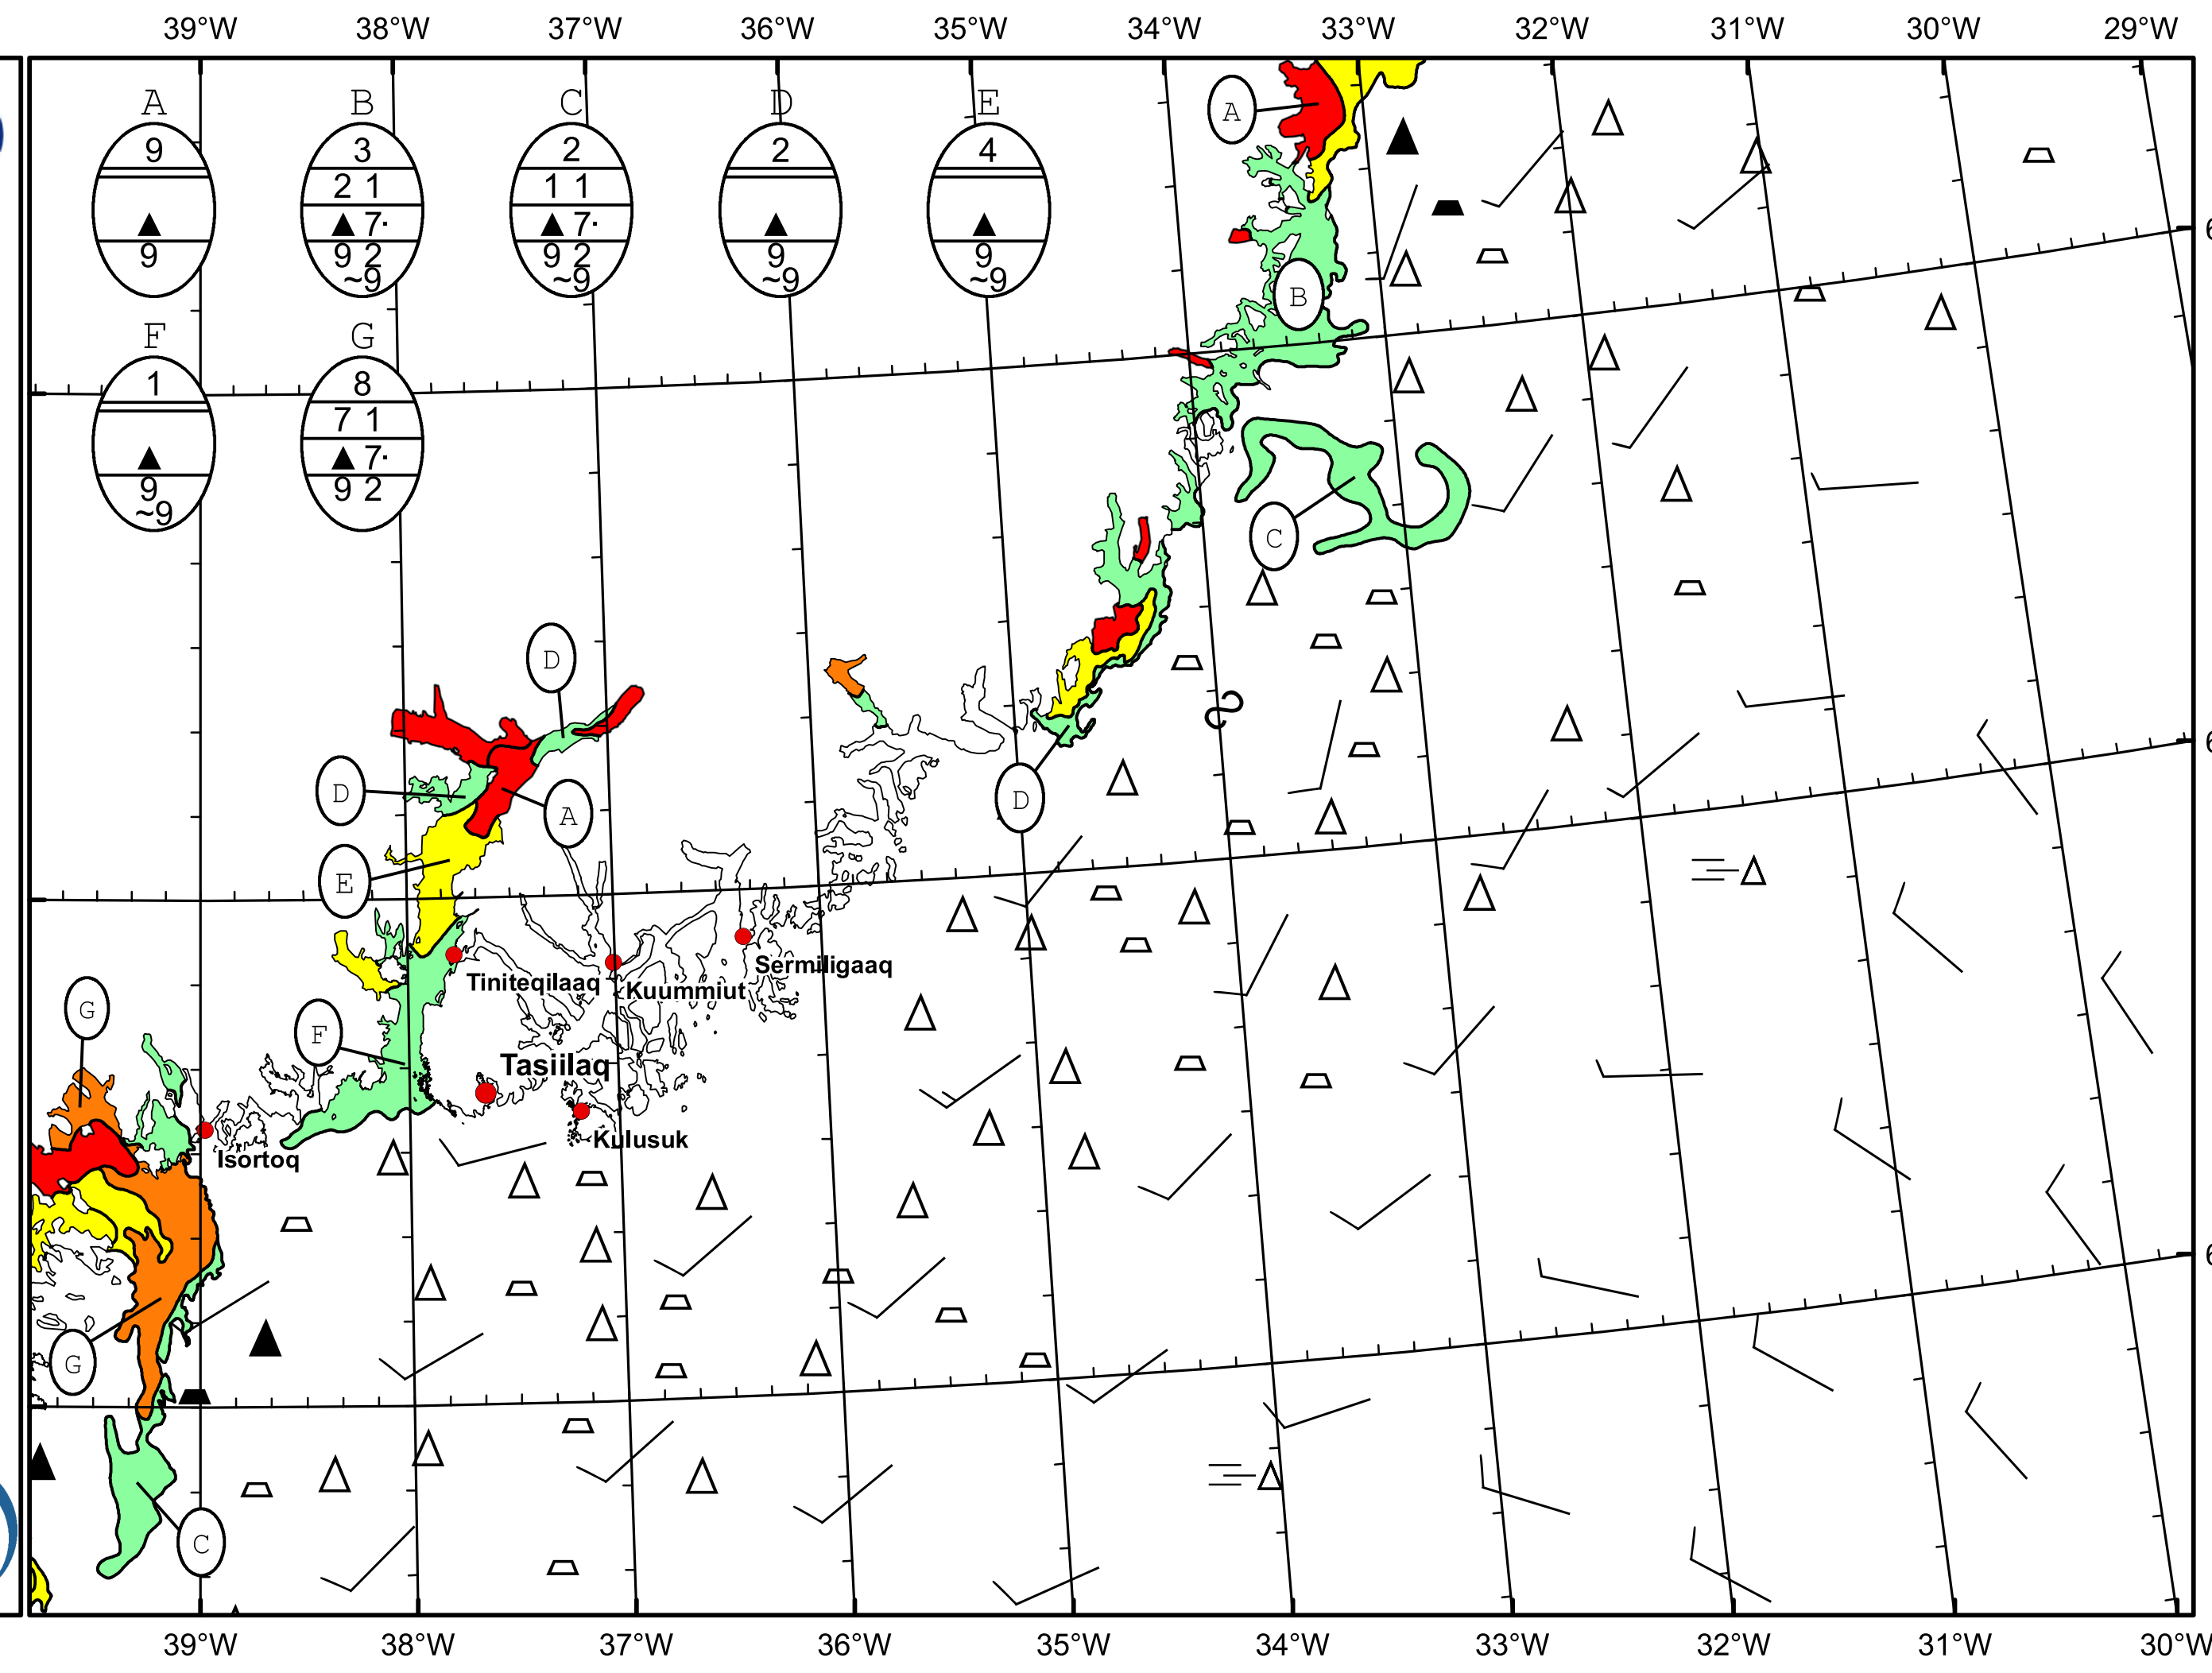 39°W 38°W 37°W 36°W 35°W 34°W 33°W 32°W 31°W 30°W 29°W
A B C D E
9 3 2 2 4
2 1 1 1
▲ ▲ 7· ▲ 7· ▲ ▲
9 9 2 9 2 9 9
~9 ~9 ~9 ~9
F G
1 8
7 1
▲ ▲ 7·
9 9 2
~9
A
B
C
D
D
D
A
E
Sermiligaaq
Tiniteqilaaq
Kuummiut
G
F
Tasiilaq
Kulusuk
Isortoq
G
C
39°W 38°W 37°W 36°W 35°W 34°W 33°W 32°W 31°W 30°W